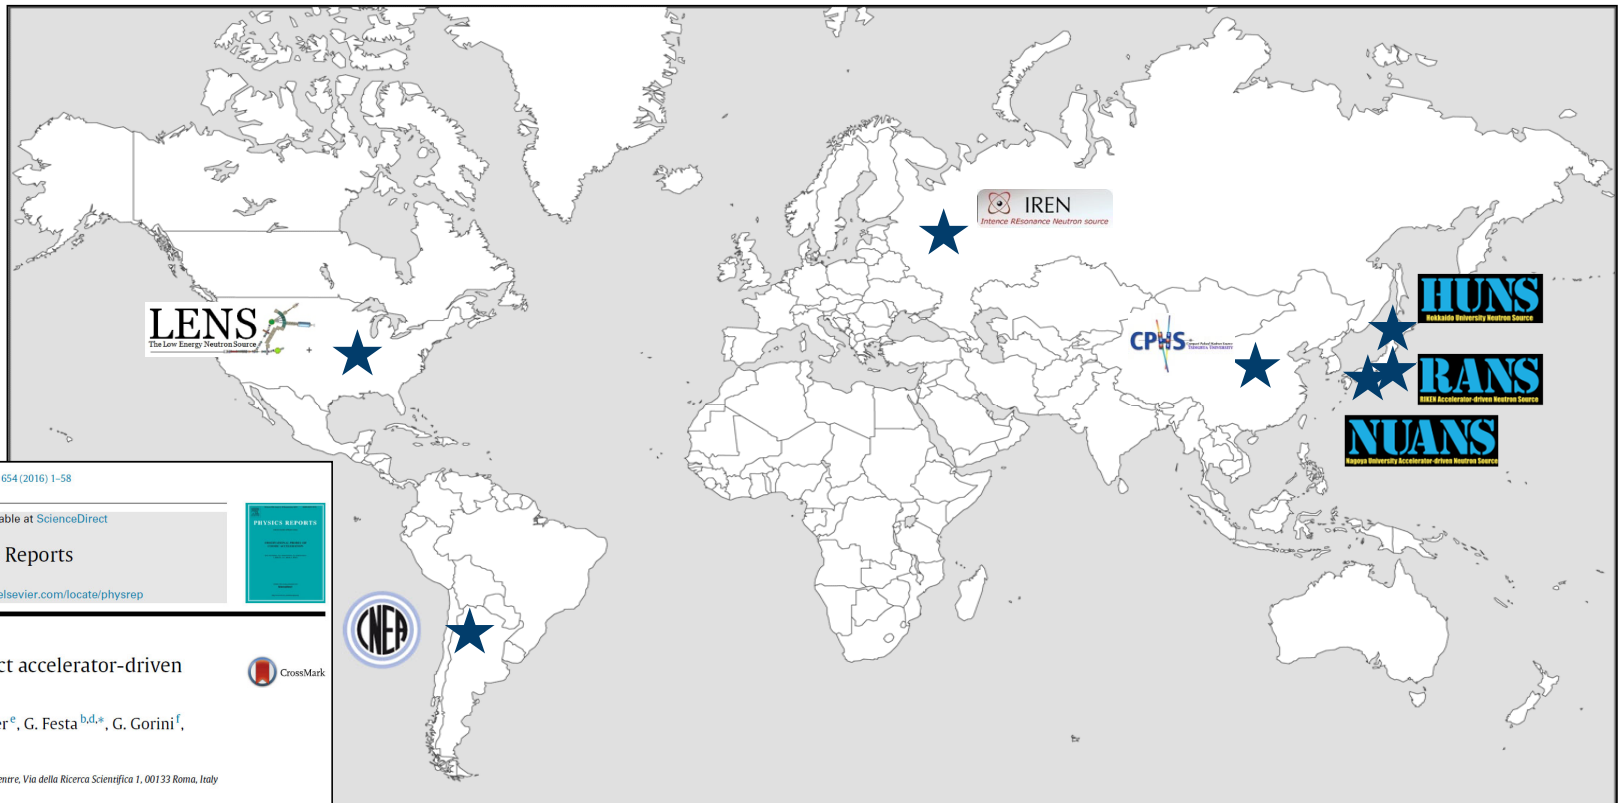 IREN
Intence REsonance Neutron source
LENS
The Low Energy Neutron Source
HUNS
Hokkaido University Neutron Source
CPHS
RANS
RIKEN Accelerator-driven Neutron Source
NUANS
Nagoya University Accelerator-driven Neutron Source
CNEA
654 (2016) 1–58
able at ScienceDirect
Reports
elsevier.com/locate/physrep
PHYSICS REPORTS
ct accelerator-driven
CrossMark
er e, G. Festa b,d,*, G. Gorini f,
entre, Via della Ricerca Scientifica 1, 00133 Roma, Italy